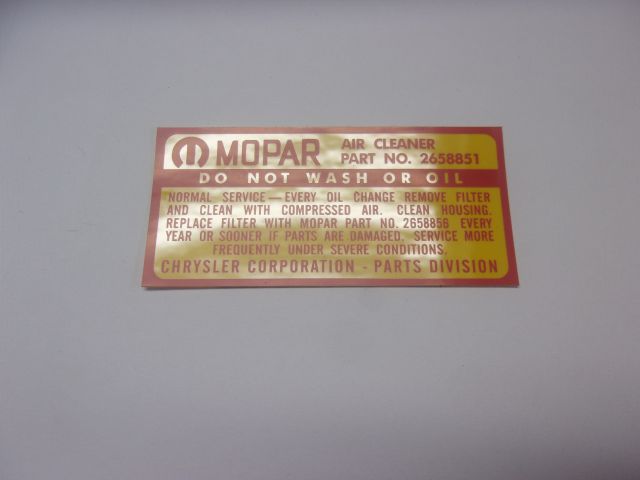 MOPAR AIR CLEANER
PART NO. 2658851
DO NOT WASH OR OIL
NORMAL SERVICE — EVERY OIL CHANGE REMOVE FILTER
AND CLEAN WITH COMPRESSED AIR. CLEAN HOUSING.
REPLACE FILTER WITH MOPAR PART NO. 2658856 EVERY
YEAR OR SOONER IF PARTS ARE DAMAGED. SERVICE MORE
FREQUENTLY UNDER SEVERE CONDITIONS.
CHRYSLER CORPORATION - PARTS DIVISION